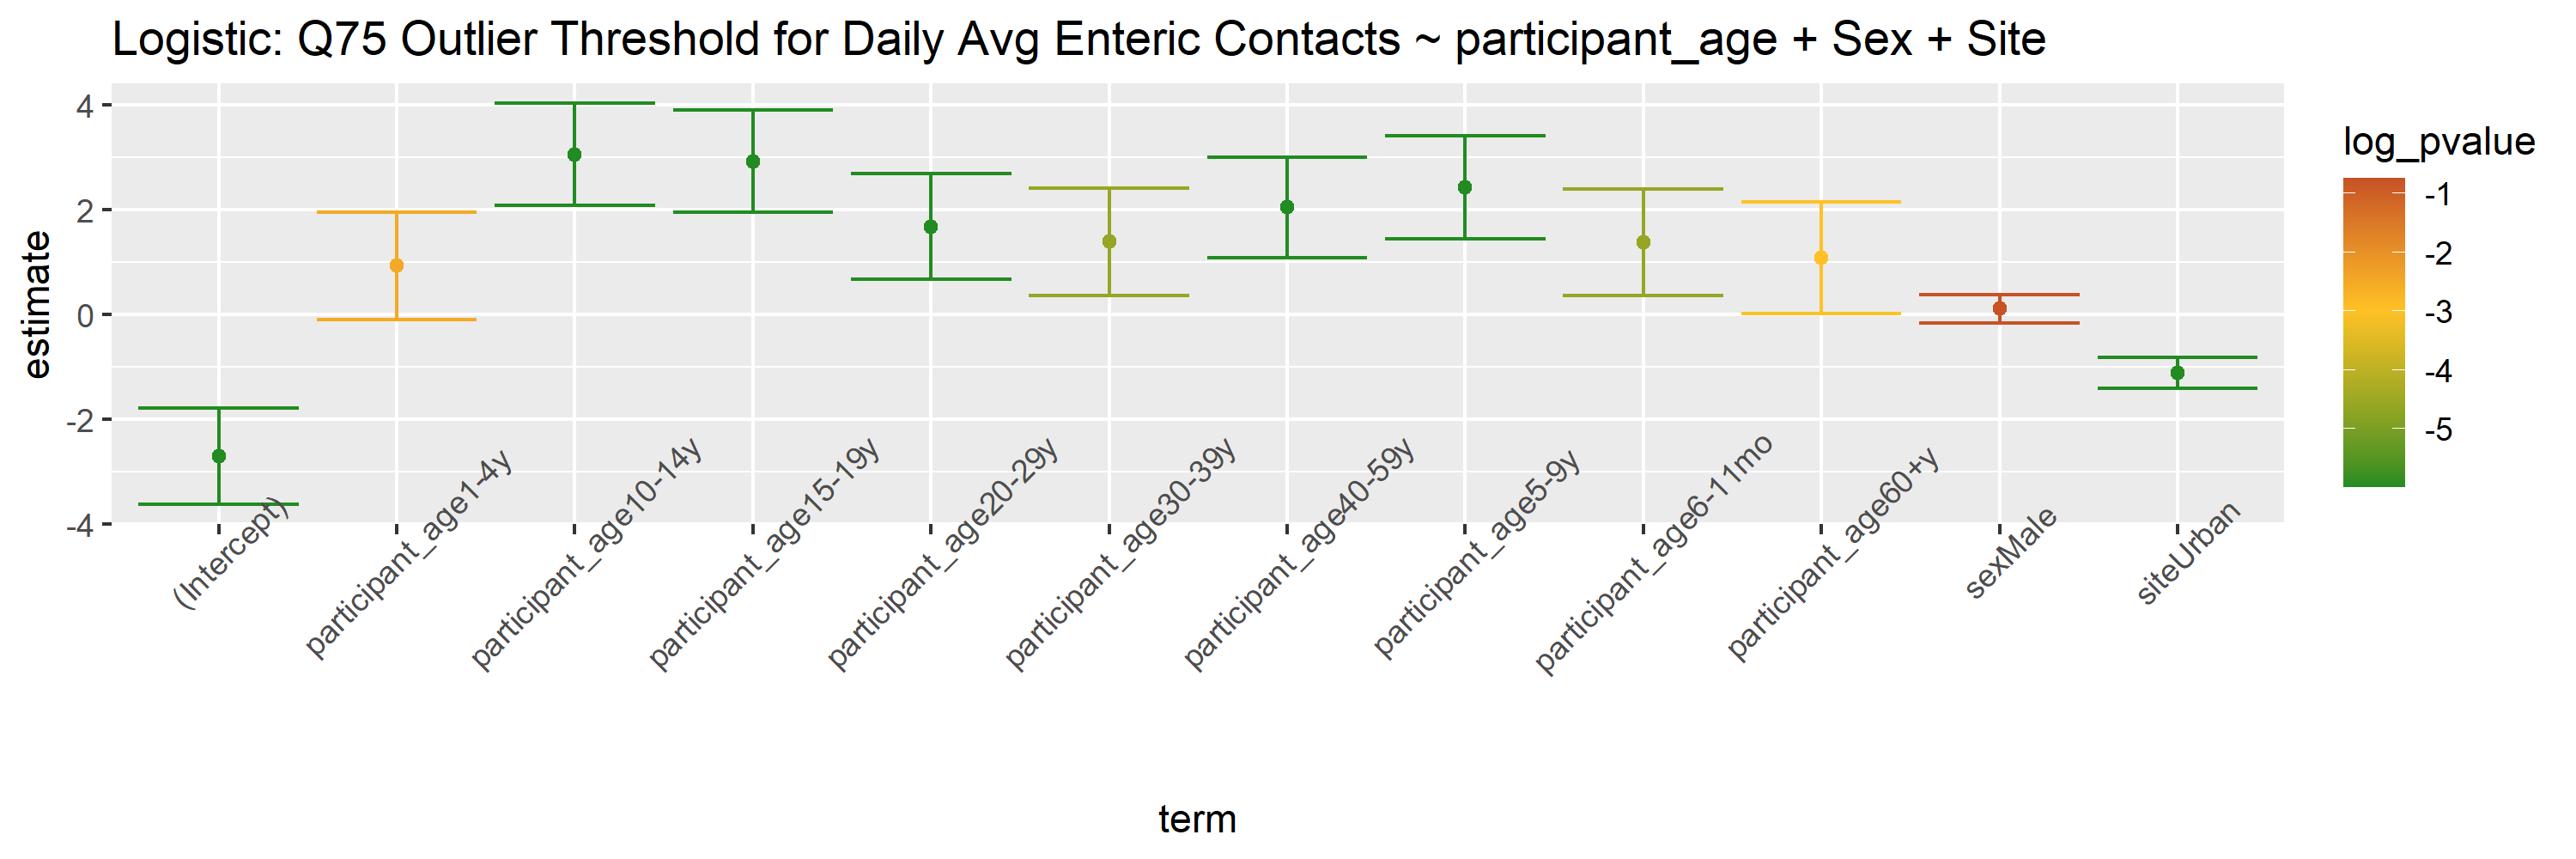 Logistic: Q75 Outlier Threshold for Daily Avg Enteric Contacts ~ participant_age + Sex + Site
estimate
4
2
0
-2
-4
(Intercept)
participant_age1-4y
participant_age10-14y
participant_age15-19y
participant_age20-29y
participant_age30-39y
participant_age40-59y
participant_age5-9y
participant_age6-11mo
participant_age60+y
sexMale
siteUrban
term
log_pvalue
-1
-2
-3
-4
-5